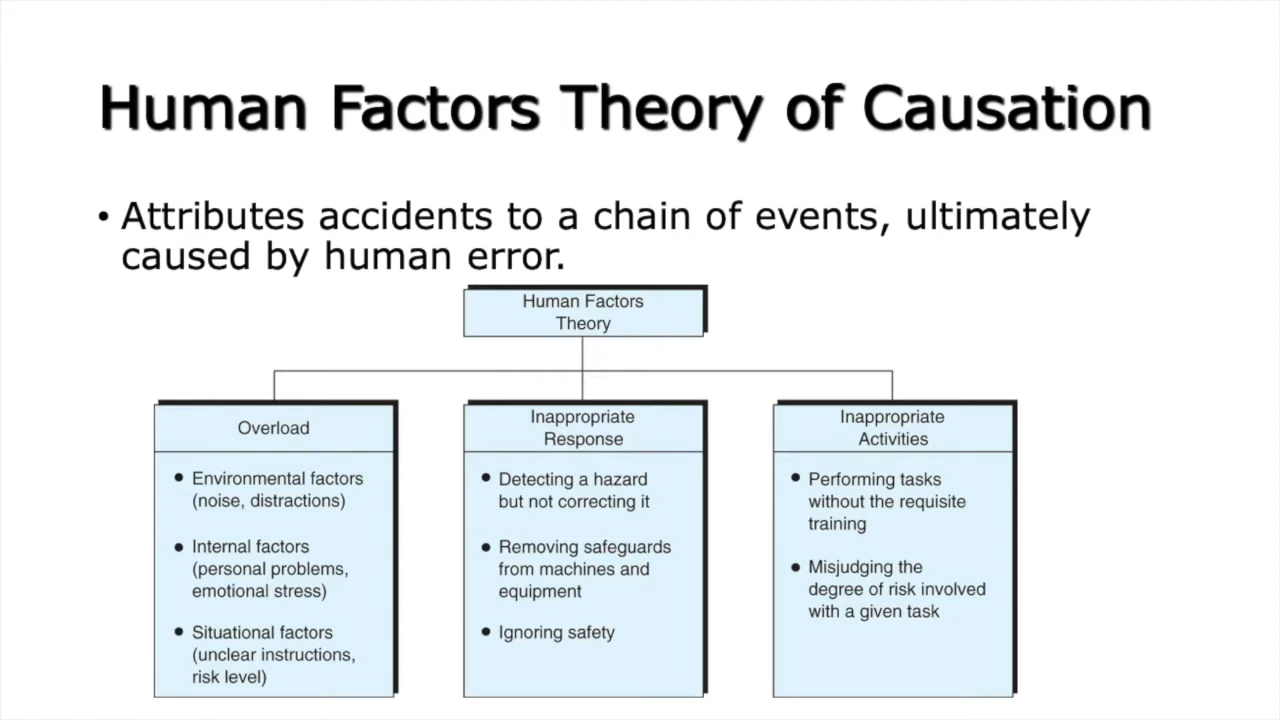 Human Factors Theory of Causation
• Attributes accidents to a chain of events, ultimately
caused by human error.
Human Factors
Theory
Overload
• Environmental factors
(noise, distractions)
• Internal factors
(personal problems,
emotional stress)
• Situational factors
(unclear instructions,
risk level)
Inappropriate
Response
• Detecting a hazard
but not correcting it
• Removing safeguards
from machines and
equipment
• Ignoring safety
Inappropriate
Activities
• Performing tasks
without the requisite
training
• Misjudging the
degree of risk involved
with a given task